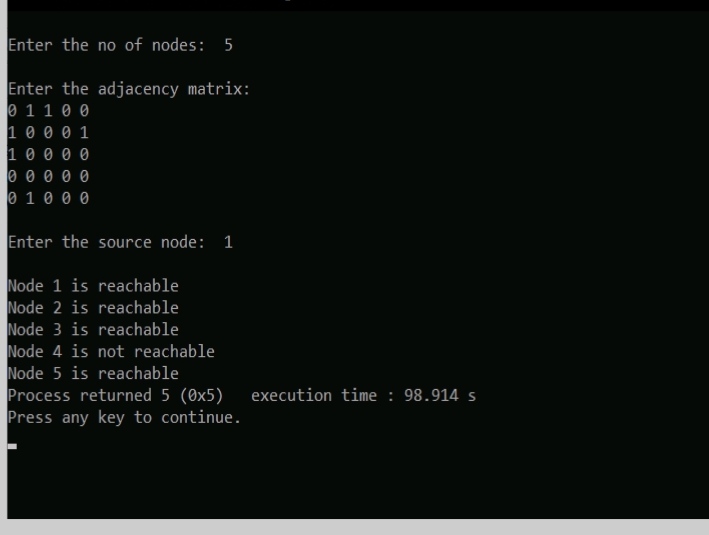 Enter the no of nodes:  5
Enter the adjacency matrix:
0 1 1 0 0
1 0 0 0 1
1 0 0 0 0
0 0 0 0 0
0 1 0 0 0
Enter the source node:  1
Node 1 is reachable
Node 2 is reachable
Node 3 is reachable
Node 4 is not reachable
Node 5 is reachable
Process returned 5 (0x5)   execution time : 98.914 s
Press any key to continue.